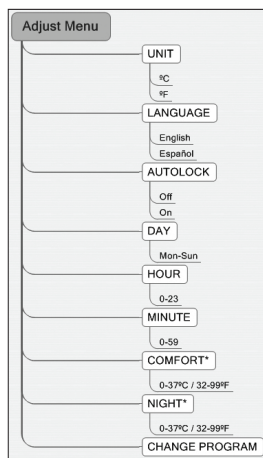 Adjust Menu
UNIT
ºC
ºF
LANGUAGE
English
Español
AUTOLOCK
Off
On
DAY
Mon-Sun
HOUR
0-23
MINUTE
0-59
COMFORT*
0-37ºC / 32-99ºF
NIGHT*
0-37ºC / 32-99ºF
CHANGE PROGRAM